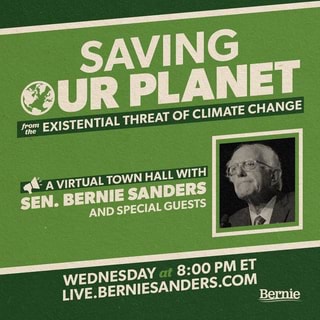 SAVING
OUR PLANET
from the EXISTENTIAL THREAT OF CLIMATE CHANGE
A VIRTUAL TOWN HALL WITH
SEN. BERNIE SANDERS
AND SPECIAL GUESTS
WEDNESDAY at 8:00 PM ET
LIVE.BERNIESANDERS.COM
Bernie